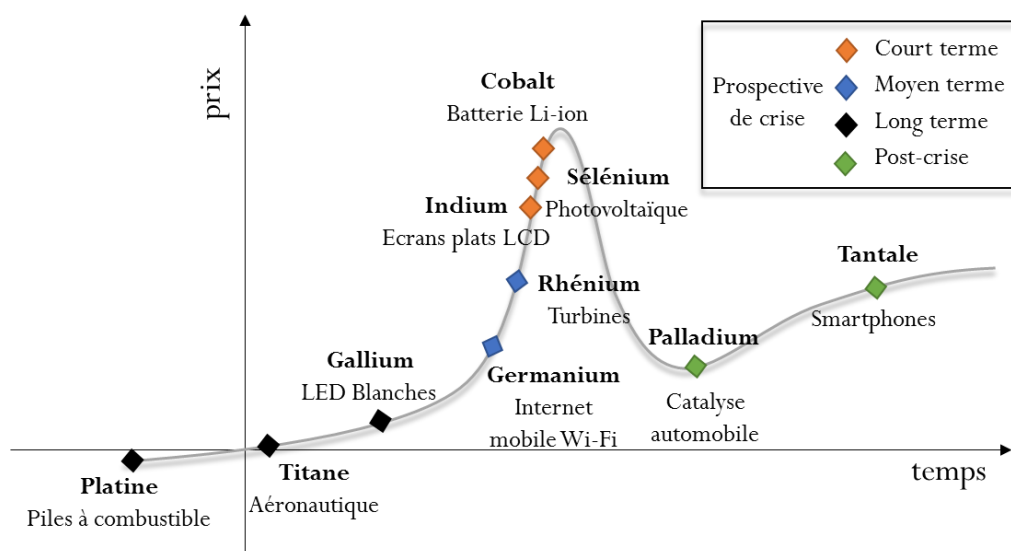 prix
Cobalt
Batterie Li-ion
Prospective
de crise
Court terme
Moyen terme
Long terme
Post-crise
Sélénium
Photovoltaïque
Indium
Ecrans plats LCD
Rhénium
Turbines
Tantale
Smartphones
Palladium
Catalyse
automobile
Gallium
LED Blanches
Germanium
Internet
mobile Wi-Fi
temps
Platine
Piles à combustible
Titane
Aéronautique